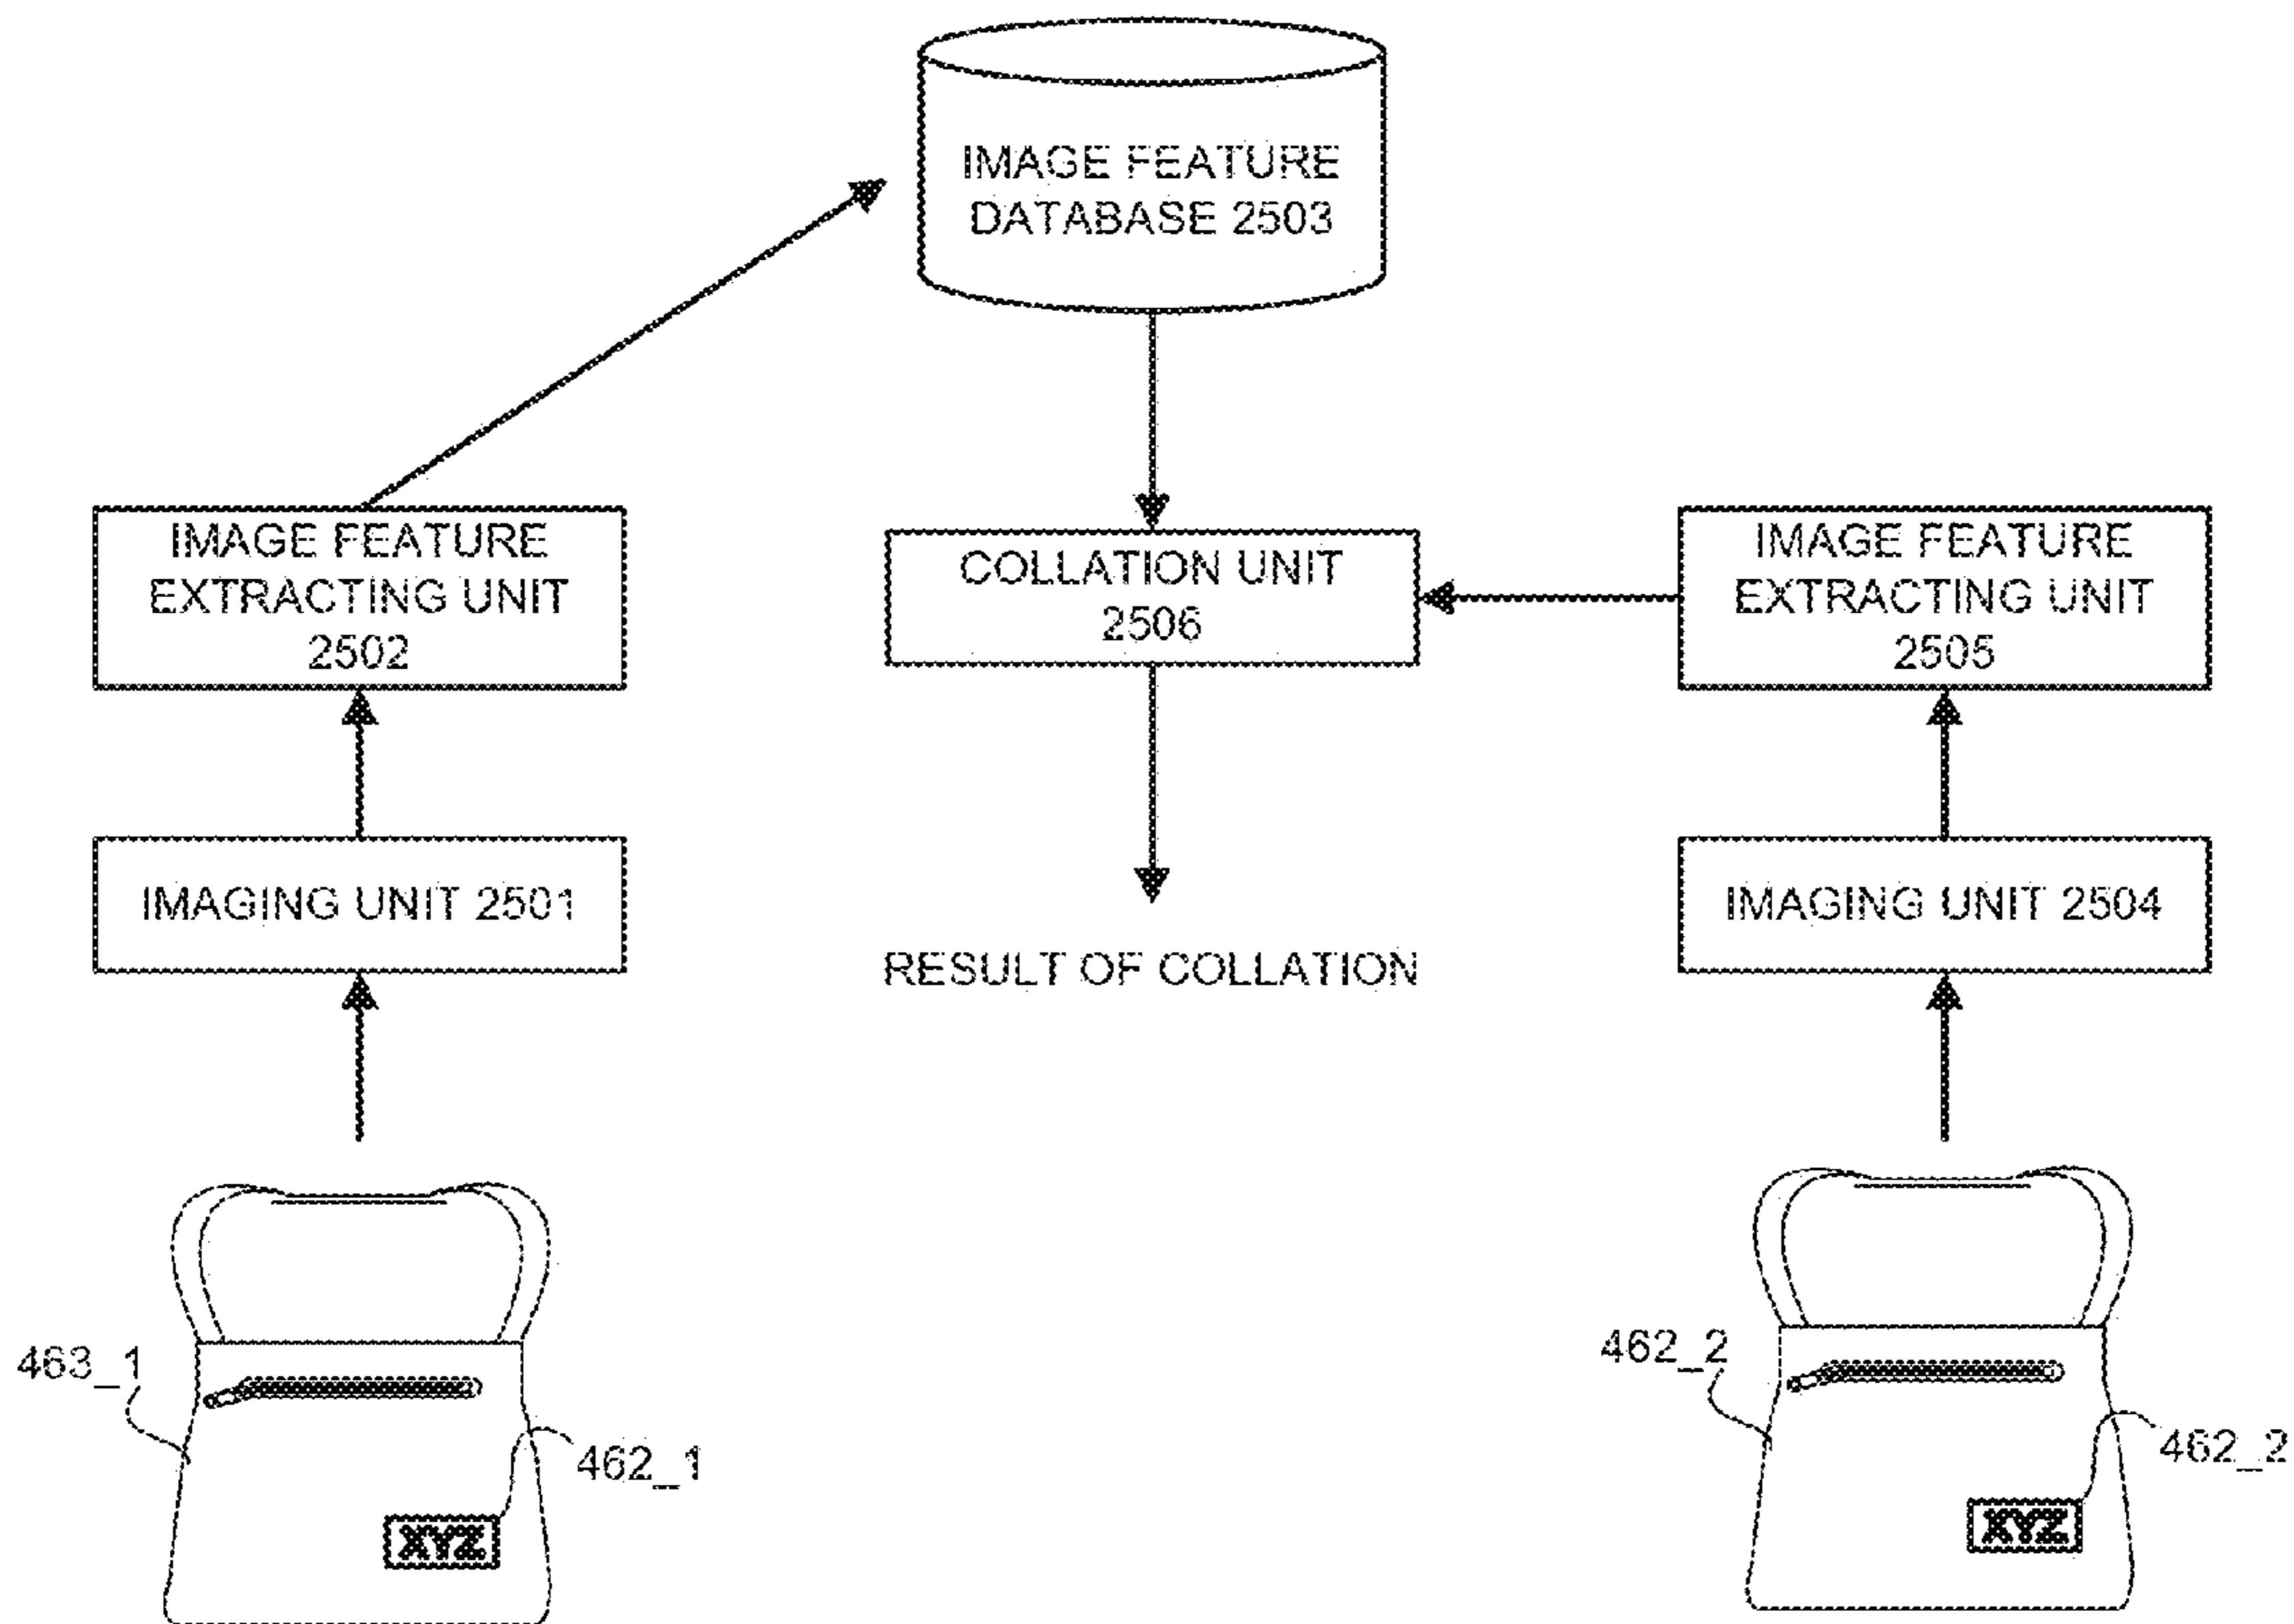 IMAGE FEATURE
DATABASE 2503
IMAGE FEATURE
EXTRACTING UNIT
2502
COLLATION UNIT
2506
IMAGE FEATURE
EXTRACTING UNIT
2505
IMAGING UNIT 2501
RESULT OF COLLATION
IMAGING UNIT 2504
463_1
462_1
XYZ
462_2
462_2
XYZ